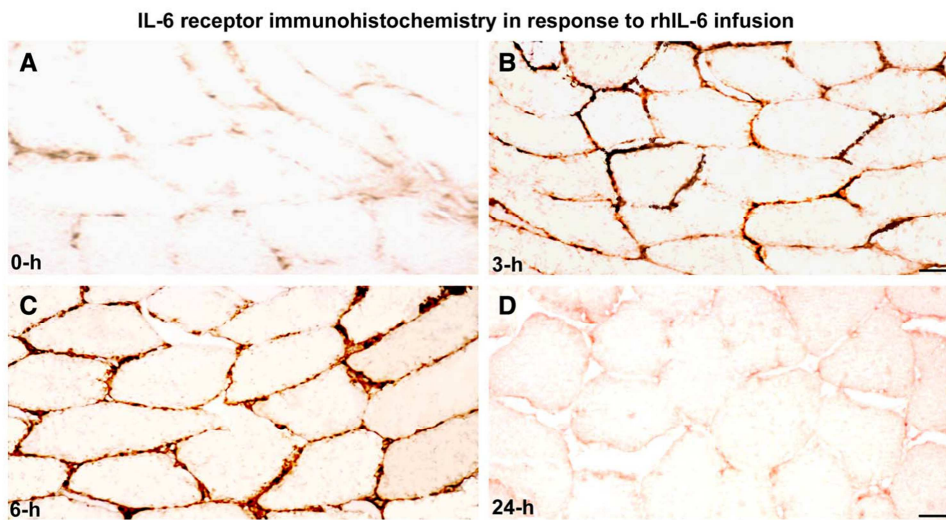 IL-6 receptor immunohistochemistry in response to rhIL-6 infusion
A
0-h
B
3-h
C
6-h
D
24-h